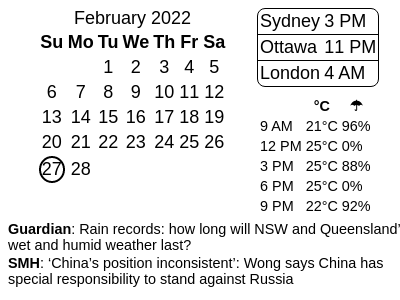 February 2022
Su Mo Tu We Th Fr Sa
1 2 3 4 5
6 7 8 9 10 11 12
13 14 15 16 17 18 19
20 21 22 23 24 25 26
27 28
Sydney 3 PM
Ottawa 11 PM
London 4 AM
°C ☂
9 AM 21°C 96%
12 PM 25°C 0%
3 PM 25°C 88%
6 PM 25°C 0%
9 PM 22°C 92%
Guardian: Rain records: how long will NSW and Queensland’
wet and humid weather last?
SMH: ‘China’s position inconsistent’: Wong says China has
special responsibility to stand against Russia